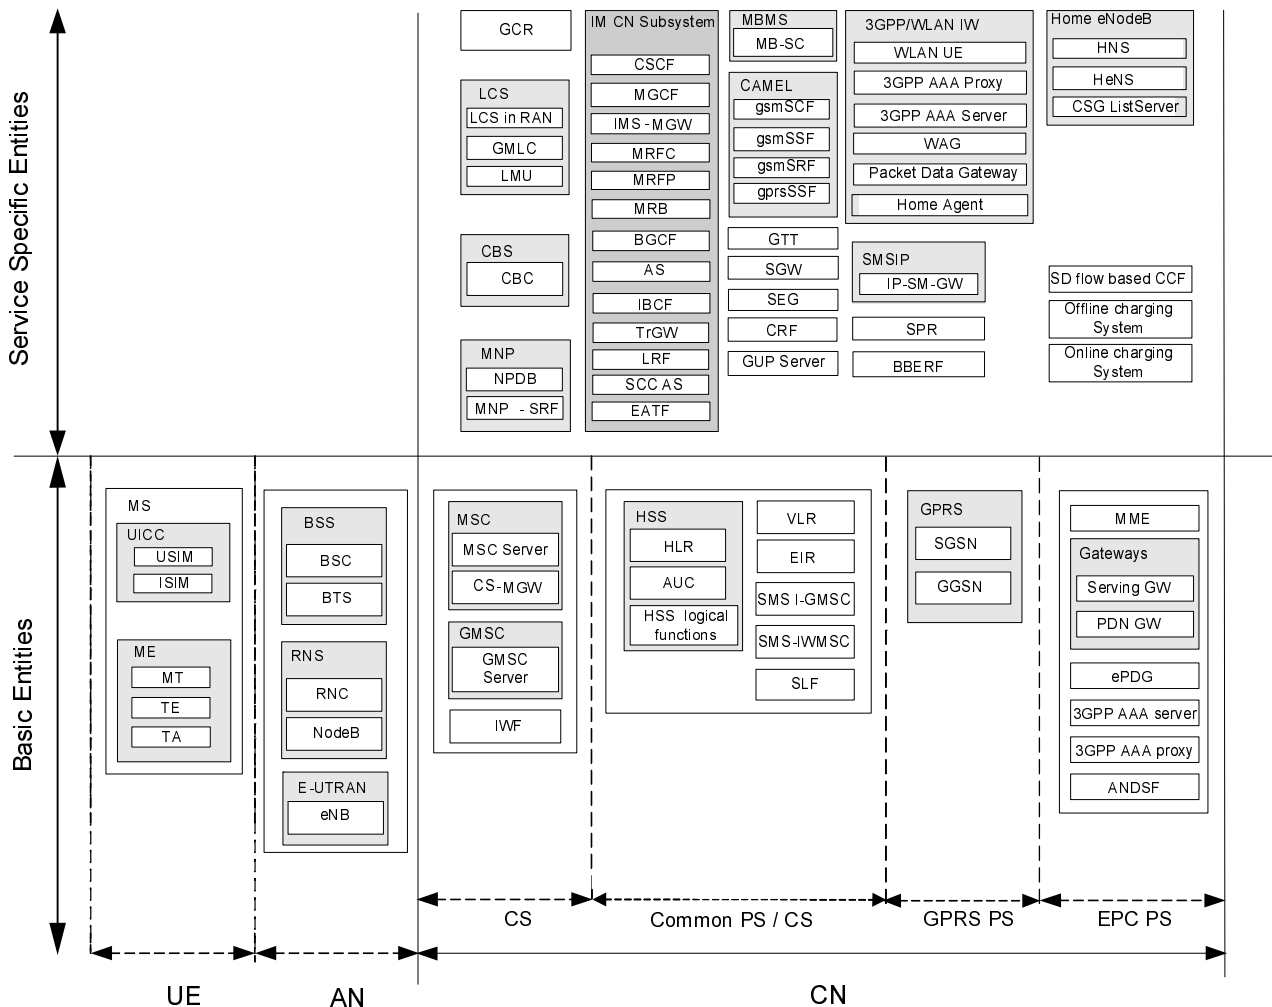 Service Specific Entities
GCR
LCS
LCS in RAN
GMLC
LMU
CBS
CBC
MNP
NPDB
MNP - SRF
IM CN Subsystem
CSCF
MGCF
IMS-MGW
MRFC
MRFP
MRB
BGCF
AS
IBCF
TrGW
LRF
SCC AS
EATF
MBMS
MB-SC
CAMEL
gsmSCF
gsmSSF
gsmSRF
gprsSSF
GTT
SGW
SEG
CRF
GUP Server
3GPP/WLAN IW
WLAN UE
3GPP AAA Proxy
3GPP AAA Server
WAG
Packet Data Gateway
Home Agent
SMSIP
IP-SM-GW
SPR
BBERF
Home eNodeB
HNS
HeNS
CSG ListServer
SD flow based CCF
Offline charging
System
Online charging
System
Basic Entities
MS
UICC
USIM
ISIM
ME
MT
TE
TA
BSS
BSC
BTS
RNS
RNC
NodeB
E-UTRAN
eNB
MSC
MSC Server
CS-MGW
GMSC
GMSC
Server
IWF
HSS
HLR
AUC
HSS logical
functions
VLR
EIR
SMS I-GMSC
SMS-IWMSC
SLF
GPRS
SGSN
GGSN
MME
Gateways
Serving GW
PDN GW
ePDG
3GPP AAA server
3GPP AAA proxy
ANDSF
CS
Common PS / CS
GPRS PS
EPC PS
UE
AN
CN